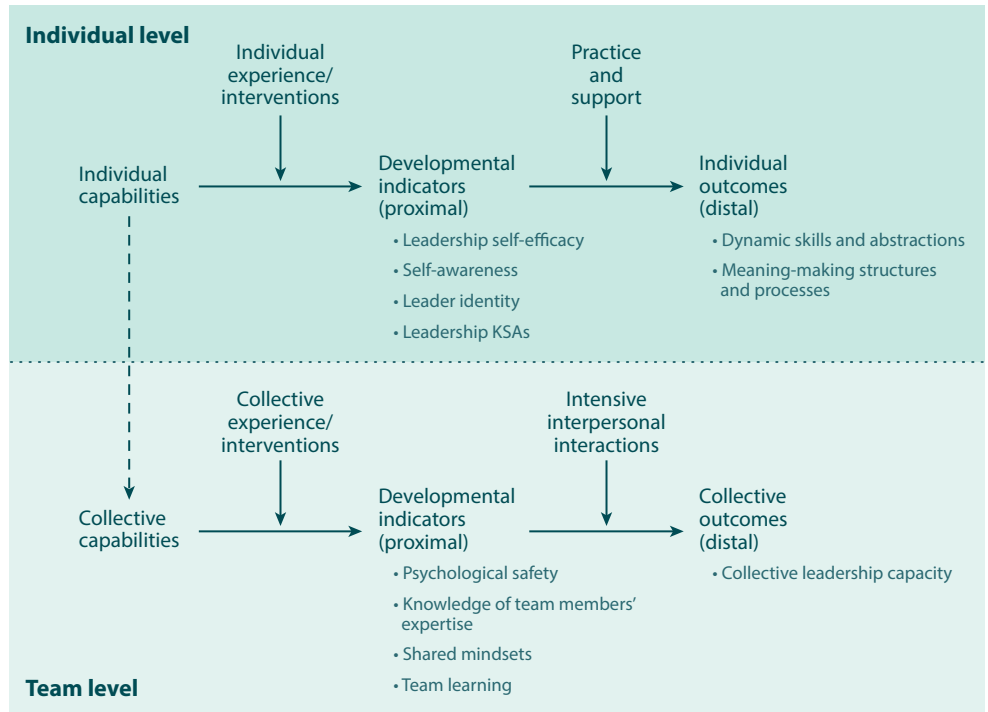 Individual level
Individual
experience/
interventions
Practice
and
support
Individual
capabilities
Developmental
indicators
(proximal)
• Leadership self-efficacy
• Self-awareness
• Leader identity
• Leadership KSAs
Individual
outcomes
(distal)
• Dynamic skills and abstractions
• Meaning-making structures
and processes
Collective
experience/
interventions
Intensive
interpersonal
interactions
Collective
capabilities
Developmental
indicators
(proximal)
• Psychological safety
• Knowledge of team members’
expertise
• Shared mindsets
• Team learning
Collective
outcomes
(distal)
• Collective leadership capacity
Team level